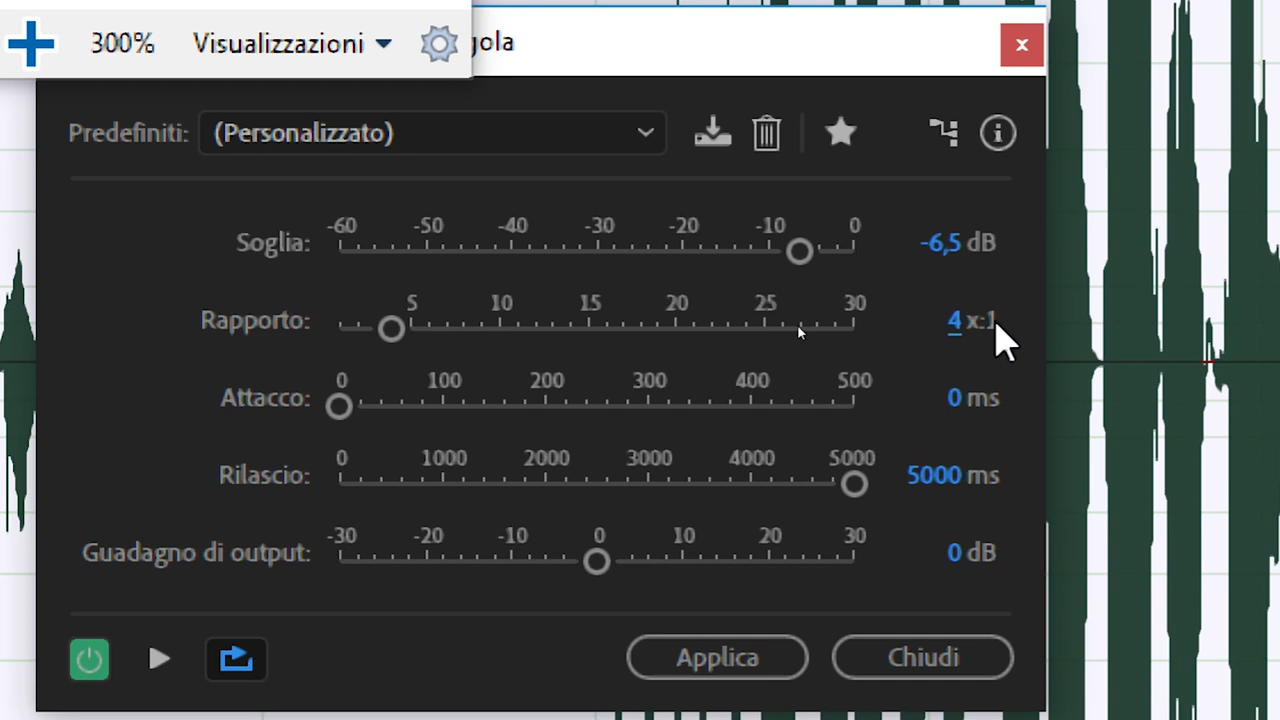 300% Visualizzazioni
gola
Predefiniti: (Personalizzato)
Soglia: -60 -50 -40 -30 -20 -10 0 -6,5 dB
Rapporto: 5 10 15 20 25 30 4 x:1
Attacco: 0 100 200 300 400 500 0 ms
Rilascio: 0 1000 2000 3000 4000 5000 5000 ms
Guadagno di output: -30 -20 -10 0 10 20 30 0 dB
Applica Chiudi